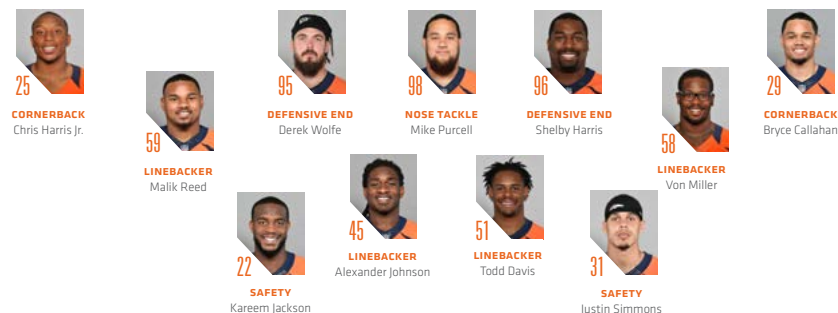 25
CORNERBACK
Chris Harris Jr.
59
LINEBACKER
Malik Reed
95
DEFENSIVE END
Derek Wolfe
98
NOSE TACKLE
Mike Purcell
96
DEFENSIVE END
Shelby Harris
58
LINEBACKER
Von Miller
29
CORNERBACK
Bryce Callahan
22
SAFETY
Kareem Jackson
45
LINEBACKER
Alexander Johnson
51
LINEBACKER
Todd Davis
31
SAFETY
Justin Simmons